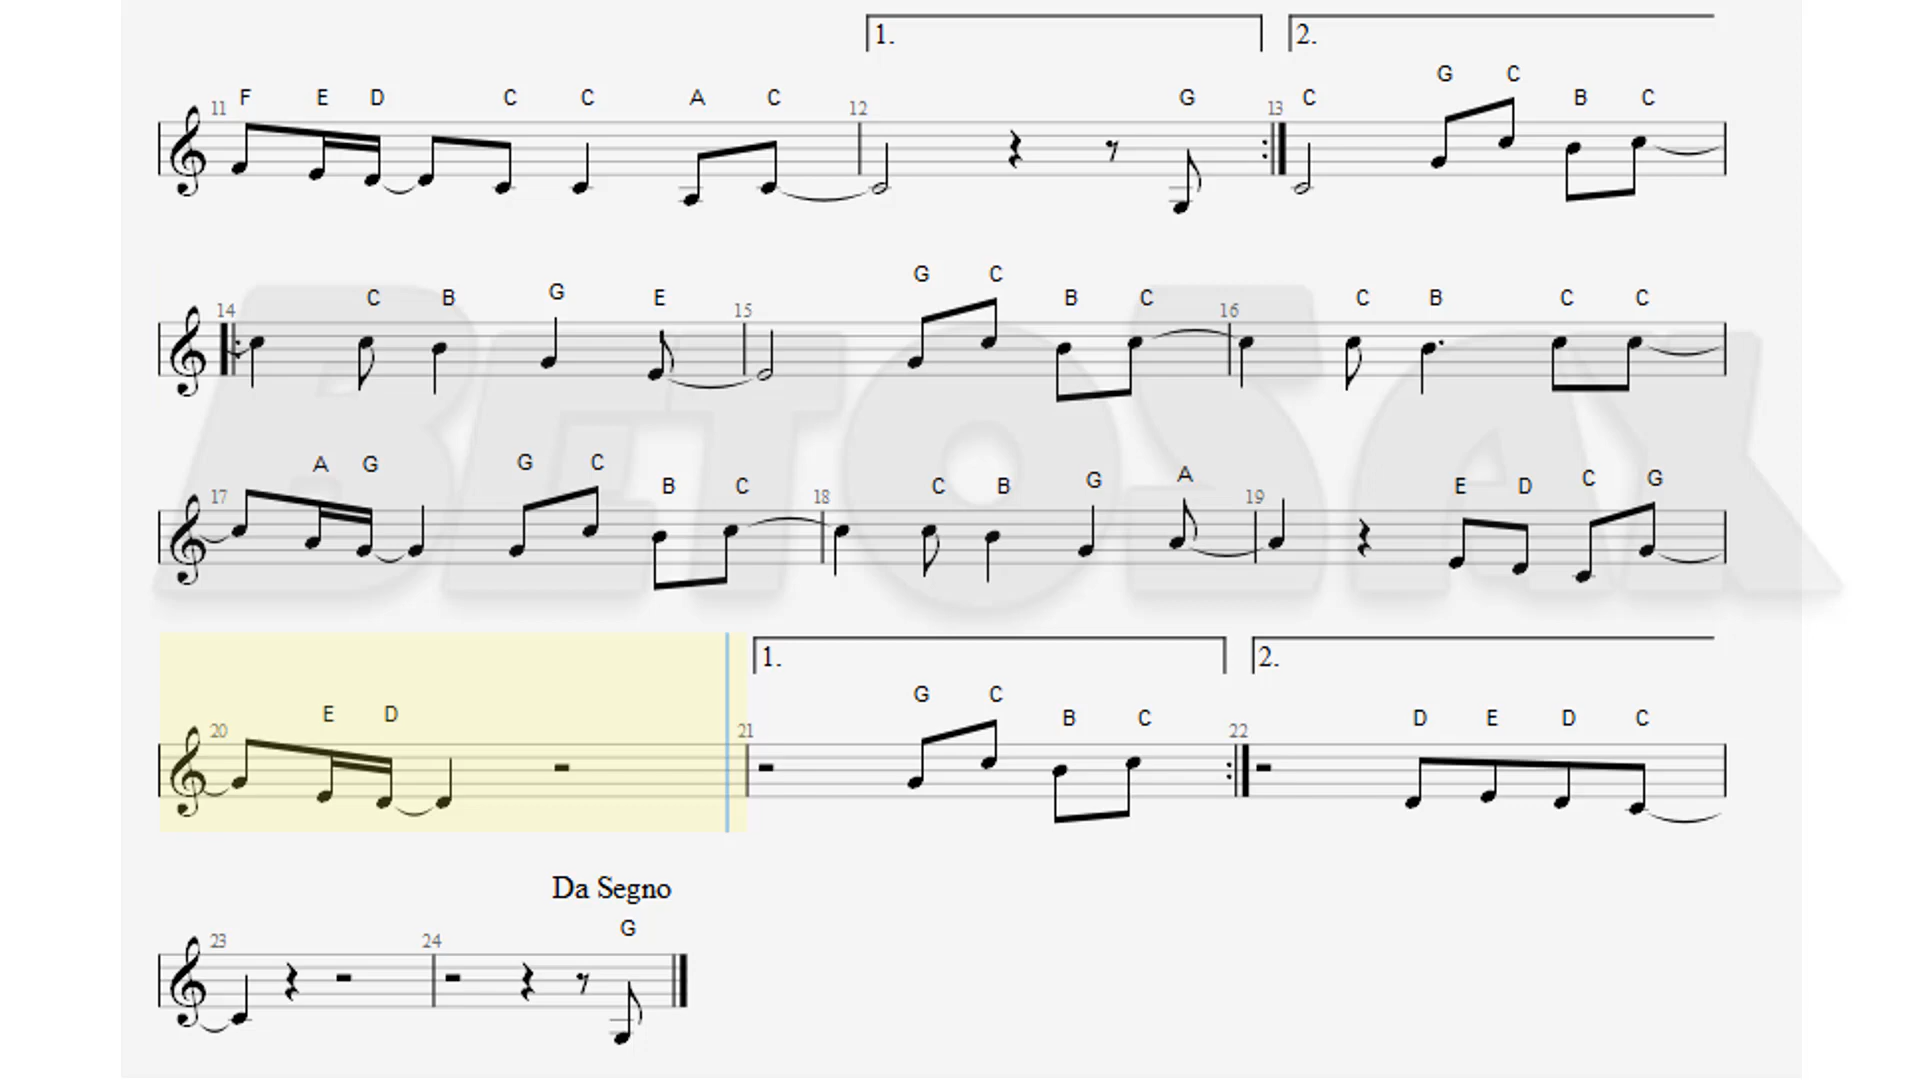 1. 2.
G C
F E D C C A C G C B C
11 12 13
G C
C B G E B C C B C C
14 15 16
A G G C B C C B G A E D C G
17 18 19
1. 2.
G C
E D B C D E D C
20 21 22
Da Segno
G
23 24
BETOSAX